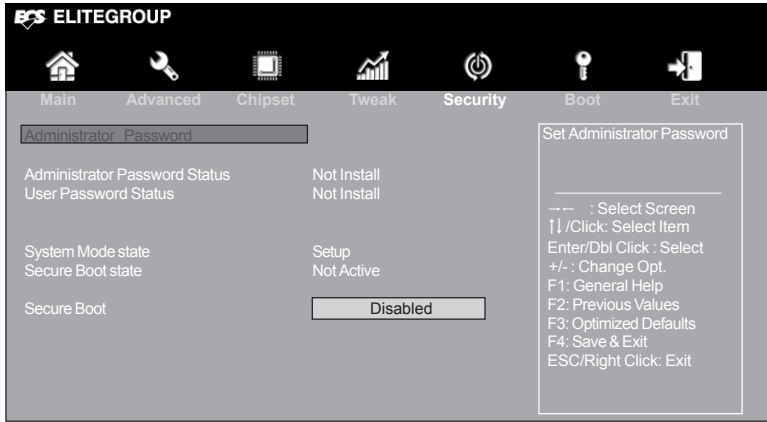 ECS ELITEGROUP
Main Advanced Chipset Tweak Security Boot Exit
Administrator Password
Administrator Password Status Not Install
User Password Status Not Install
System Mode state Setup
Secure Boot state Not Active
Secure Boot Disabled
Set Administrator Password
→← : Select Screen
↑↓/Click: Select Item
Enter/Dbl Click : Select
+/- : Change Opt.
F1: General Help
F2: Previous Values
F3: Optimized Defaults
F4: Save & Exit
ESC/Right Click: Exit